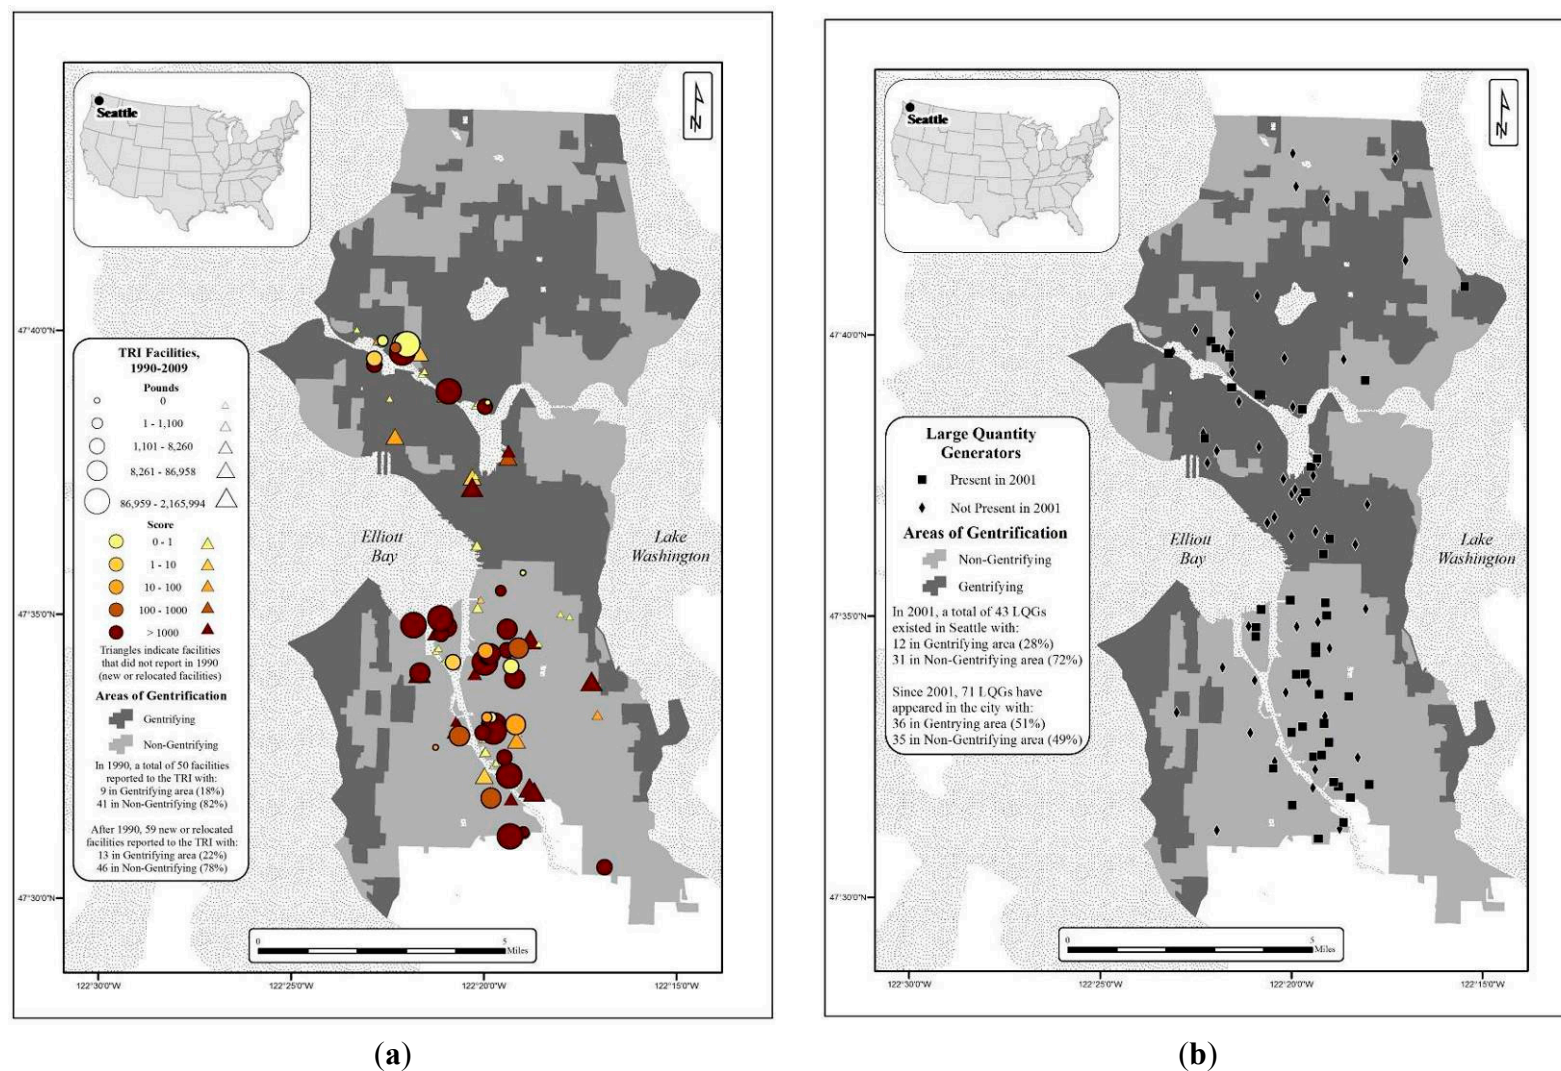 Seattle
N
47°40'0"N
TRI Facilities,
1990-2009
Pounds
0
1 - 1,100
1,101 - 8,260
8,261 - 86,958
86,959 - 2,165,994
Score
0 - 1
1 - 10
10 - 100
100 - 1000
> 1000
Triangles indicate facilities
that did not report in 1990
(new or relocated facilities)
Areas of Gentrification
Gentrifying
Non-Gentrifying
In 1990, a total of 50 facilities
reported to the TRI with:
9 in Gentrifying area (18%)
41 in Non-Gentrifying (82%)
After 1990, 59 new or relocated
facilities reported to the TRI with:
13 in Gentrifying area (22%)
46 in Non-Gentrifying (78%)
Elliott
Bay
Lake
Washington
47°35'0"N
47°30'0"N
0 5
Miles
122°30'0"W 122°25'0"W 122°20'0"W 122°15'0"W
(a)
Seattle
N
47°40'0"N
Large Quantity
Generators
Present in 2001
Not Present in 2001
Areas of Gentrification
Non-Gentrifying
Gentrifying
In 2001, a total of 43 LQGs
existed in Seattle with:
12 in Gentrifying area (28%)
31 in Non-Gentrifying area (72%)
Since 2001, 71 LQGs have
appeared in the city with:
36 in Gentrying area (51%)
35 in Non-Gentrifying area (49%)
Elliott
Bay
Lake
Washington
47°35'0"N
47°30'0"N
0 5
Miles
122°30'0"W 122°25'0"W 122°20'0"W 122°15'0"W
(b)